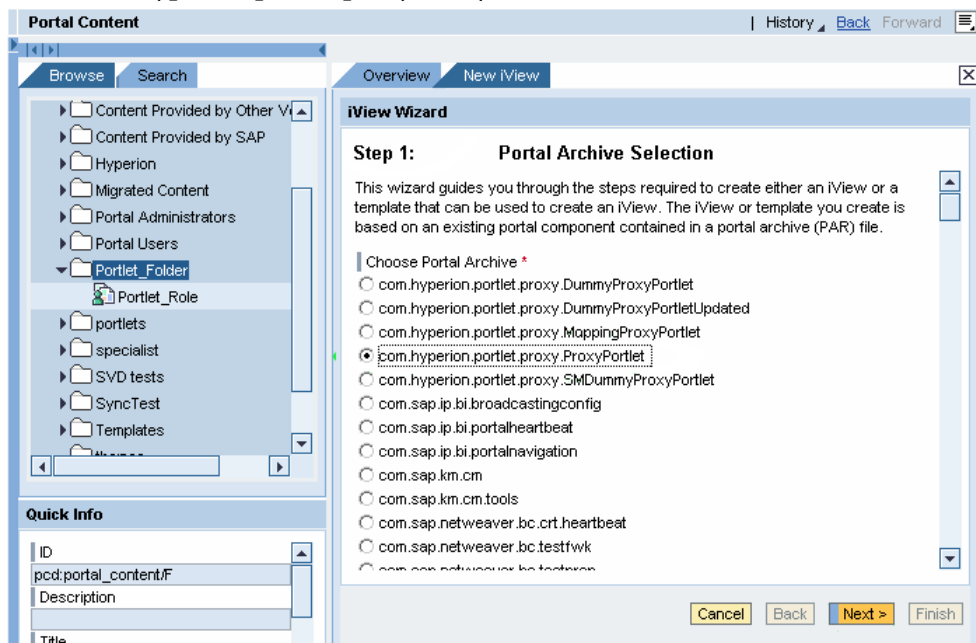 Portal Content
History Back Forward
Browse Search
Content Provided by Other V
Content Provided by SAP
Hyperion
Migrated Content
Portal Administrators
Portal Users
Portlet_Folder
Portlet_Role
portlets
specialist
SVD tests
SyncTest
Templates
Quick Info
ID
pcd:portal_content/F
Description
Title
Overview New iView
iView Wizard
Step 1: Portal Archive Selection
This wizard guides you through the steps required to create either an iView or a
template that can be used to create an iView. The iView or template you create is
based on an existing portal component contained in a portal archive (PAR) file.
Choose Portal Archive *
com.hyperion.portlet.proxy.DummyProxyPortlet
com.hyperion.portlet.proxy.DummyProxyPortletUpdated
com.hyperion.portlet.proxy.MappingProxyPortlet
com.hyperion.portlet.proxy.ProxyPortlet
com.hyperion.portlet.proxy.SMDummyProxyPortlet
com.sap.ip.bi.broadcastingconfig
com.sap.ip.bi.portalheartbeat
com.sap.ip.bi.portalnavigation
com.sap.km.cm
com.sap.km.cm.tools
com.sap.netweaver.bc.crt.heartbeat
com.sap.netweaver.bc.testfwk
Cancel Back Next > Finish